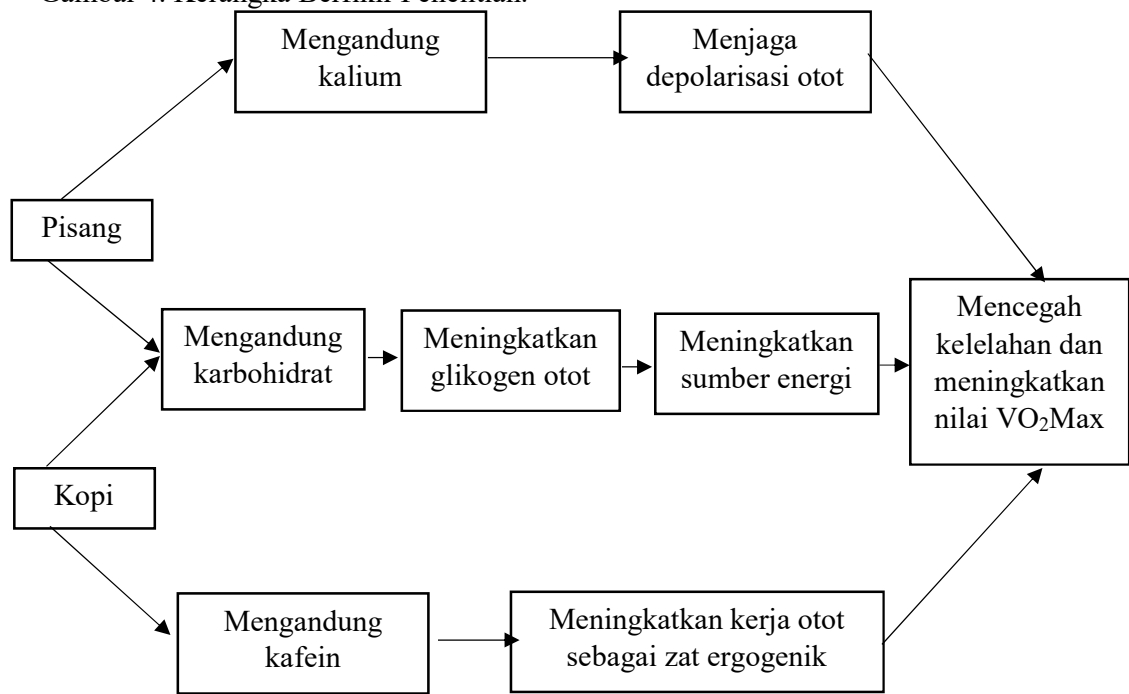 Gambar 4. Kerangka Berfikir Penelitian.
Mengandung
kalium
Menjaga
depolarisasi otot
Pisang
Mengandung
karbohidrat
Meningkatkan
glikogen otot
Meningkatkan
sumber energi
Mencegah
kelelahan dan
meningkatkan
nilai VO₂Max
Kopi
Mengandung
kafein
Meningkatkan kerja otot
sebagai zat ergogenik